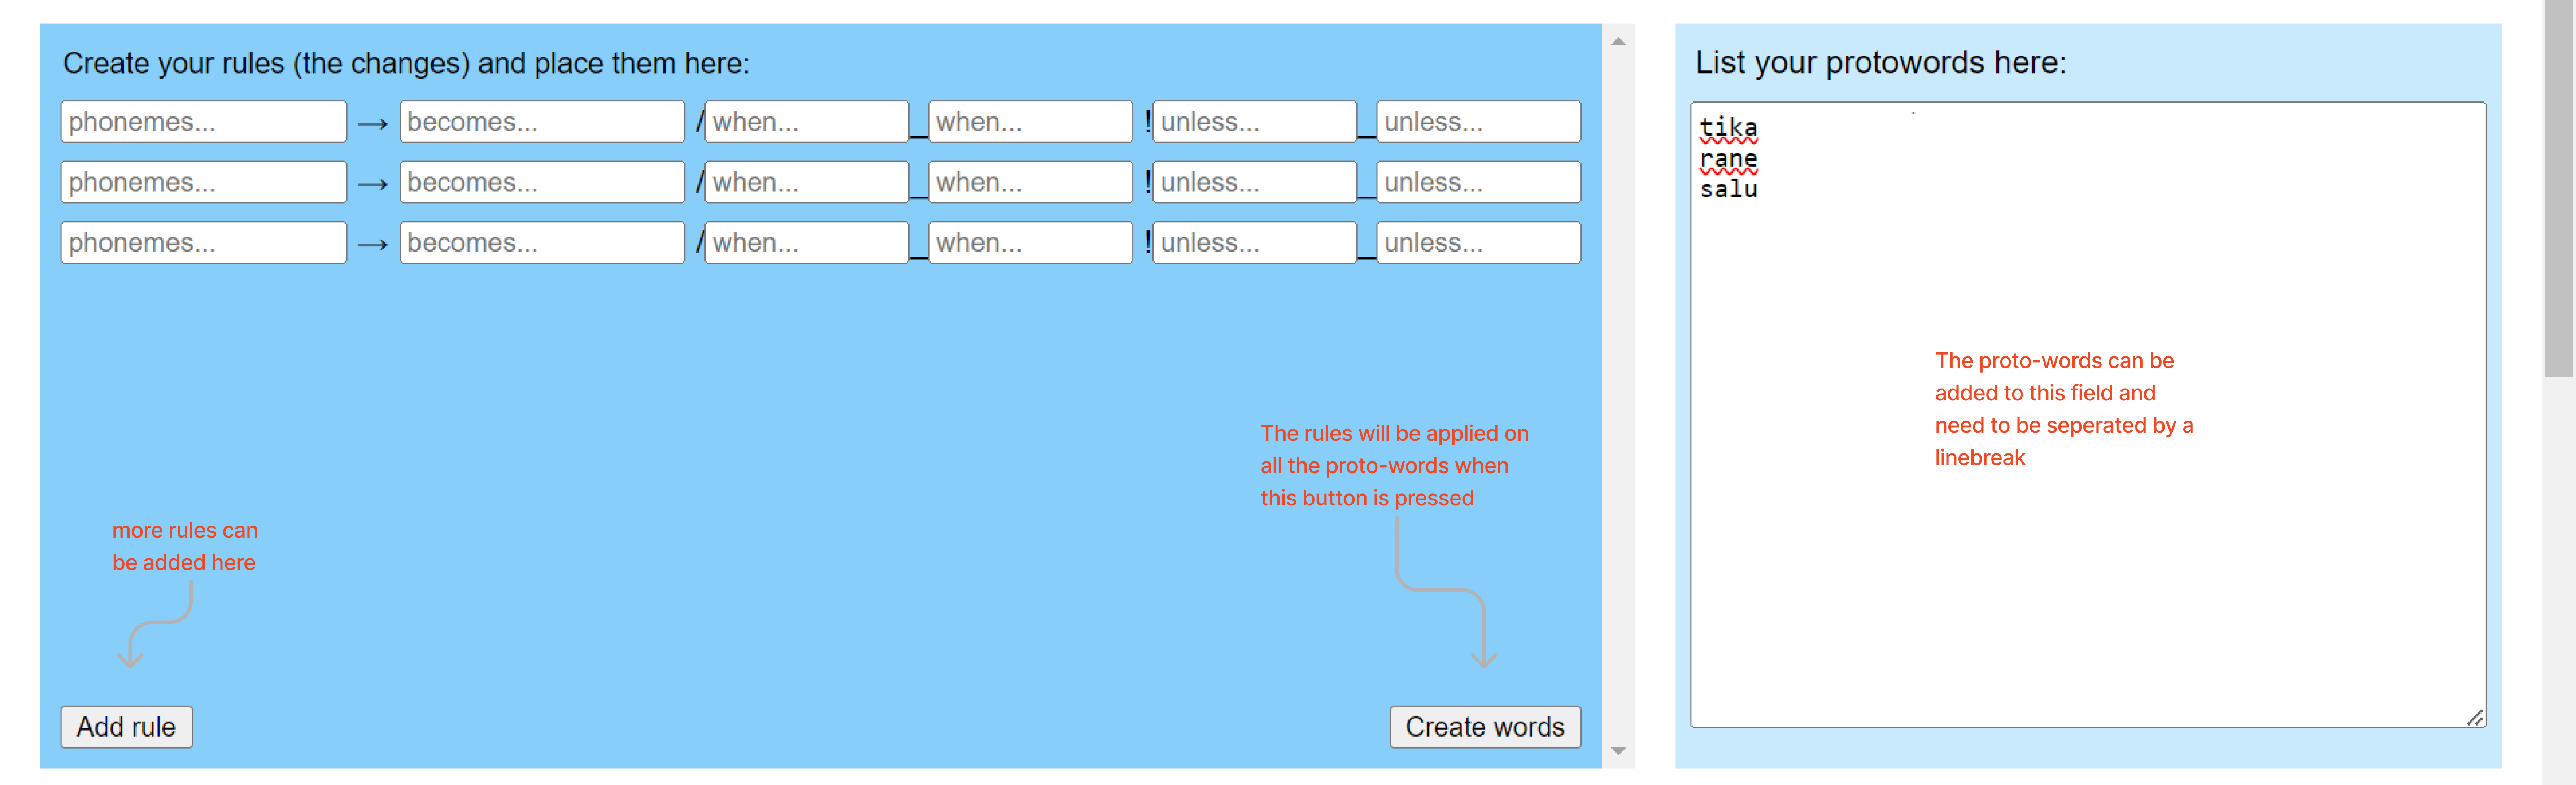 Create your rules (the changes) and place them here:
phonemes... → becomes... / when... _ when... ! unless... _ unless...
phonemes... → becomes... / when... _ when... ! unless... _ unless...
phonemes... → becomes... / when... _ when... ! unless... _ unless...
The rules will be applied on
all the proto-words when
this button is pressed
more rules can
be added here
Add rule
Create words
List your protowords here:
tika
rane
salu
The proto-words can be
added to this field and
need to be seperated by a
linebreak